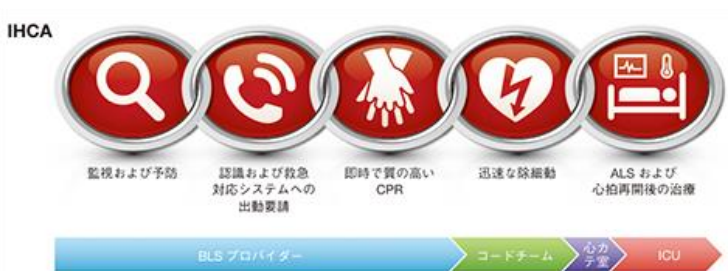 IHCA
監視および予防
認識および救急
対応システムへの
出動要請
即時で質の高い
CPR
迅速な除細動
ALS および
心拍再開後の治療
BLS プロバイダー
コードチーム
心カ
テ室
ICU